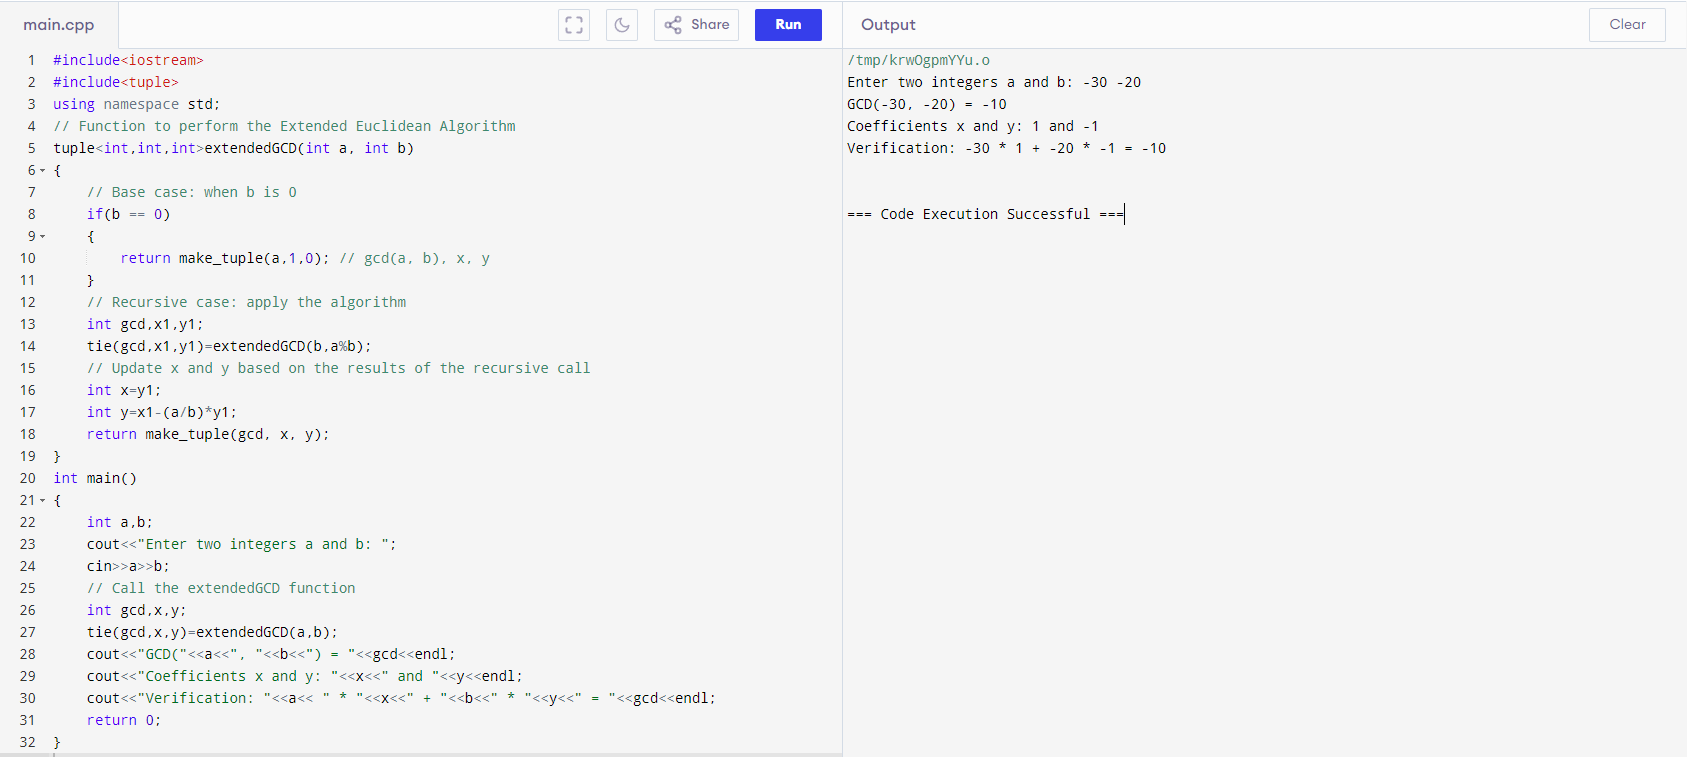 main.cpp
Share
Run
Output
Clear
1 #include<iostream>
2 #include<tuple>
3 using namespace std;
4 // Function to perform the Extended Euclidean Algorithm
5 tuple<int,int,int>extendedGCD(int a, int b)
6 {
7 // Base case: when b is 0
8 if(b == 0)
9 {
10 return make_tuple(a,1,0); // gcd(a, b), x, y
11 }
12 // Recursive case: apply the algorithm
13 int gcd,x1,y1;
14 tie(gcd,x1,y1)=extendedGCD(b,a%b);
15 // Update x and y based on the results of the recursive call
16 int x=y1;
17 int y=x1-(a/b)*y1;
18 return make_tuple(gcd, x, y);
19 }
20 int main()
21 {
22 int a,b;
23 cout<<"Enter two integers a and b: ";
24 cin>>a>>b;
25 // Call the extendedGCD function
26 int gcd,x,y;
27 tie(gcd,x,y)=extendedGCD(a,b);
28 cout<<"GCD("<<a<<", "<<b<<") = "<<gcd<<endl;
29 cout<<"Coefficients x and y: "<<x<<" and "<<y<<endl;
30 cout<<"Verification: "<<a<< " * "<<x<<" + "<<b<<" * "<<y<<" = "<<gcd<<endl;
31 return 0;
32 }
/tmp/krwOgpmYYu.o
Enter two integers a and b: -30 -20
GCD(-30, -20) = -10
Coefficients x and y: 1 and -1
Verification: -30 * 1 + -20 * -1 = -10
=== Code Execution Successful ===